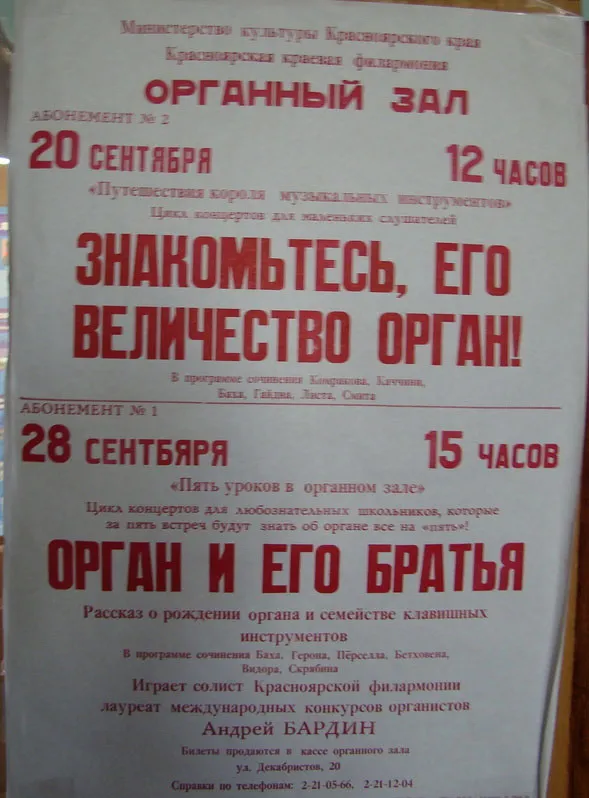 Министерство культуры Красноярского края
Красноярская краевая филармония
ОРГАННЫЙ ЗАЛ
АБОНЕМЕНТ № 2
20 СЕНТЯБРЯ 12 ЧАСОВ
«Путешествия короля музыкальных инструментов»
Цикл концертов для маленьких слушателей
ЗНАКОМЬТЕСЬ, ЕГО
ВЕЛИЧЕСТВО ОРГАН!
В программе сочинения Каччини,
Баха, Гайдна, Листа, Смита
АБОНЕМЕНТ № 1
28 СЕНТБЯРЯ 15 ЧАСОВ
«Пять уроков в органном зале»
Цикл концертов для любознательных школьников, которые
за пять встреч будут знать об органе все на «пять»!
ОРГАН И ЕГО БРАТЬЯ
Рассказ о рождении органа и семействе клавишных
инструментов
В программе сочинения Баха, Герона, Пёрселла, Бетховена,
Видора, Скрябина
Играет солист Красноярской филармонии
лауреат международных конкурсов органистов
Андрей БАРДИН
Билеты продаются в кассе органного зала
ул. Декабристов, 20
Справки по телефонам: 2-21-05-66, 2-21-12-04